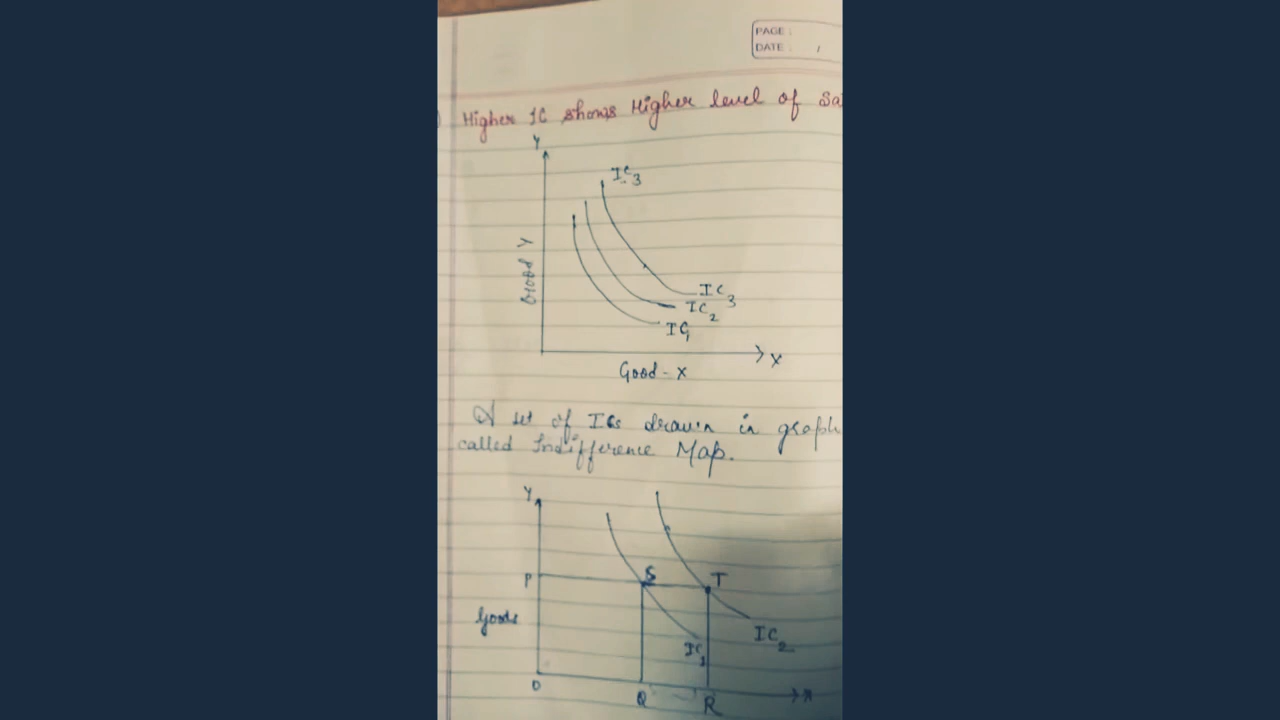 PAGE :
DATE : /
) Higher IC shows Higher level of Sa
Y
IC3
Good Y
IC3
IC2
IC1
X
Good - X
A set of ICs drawn in graph
called Indifference Map.
Y
P
S
T
Goods
IC1
IC2
O
Q
R
X